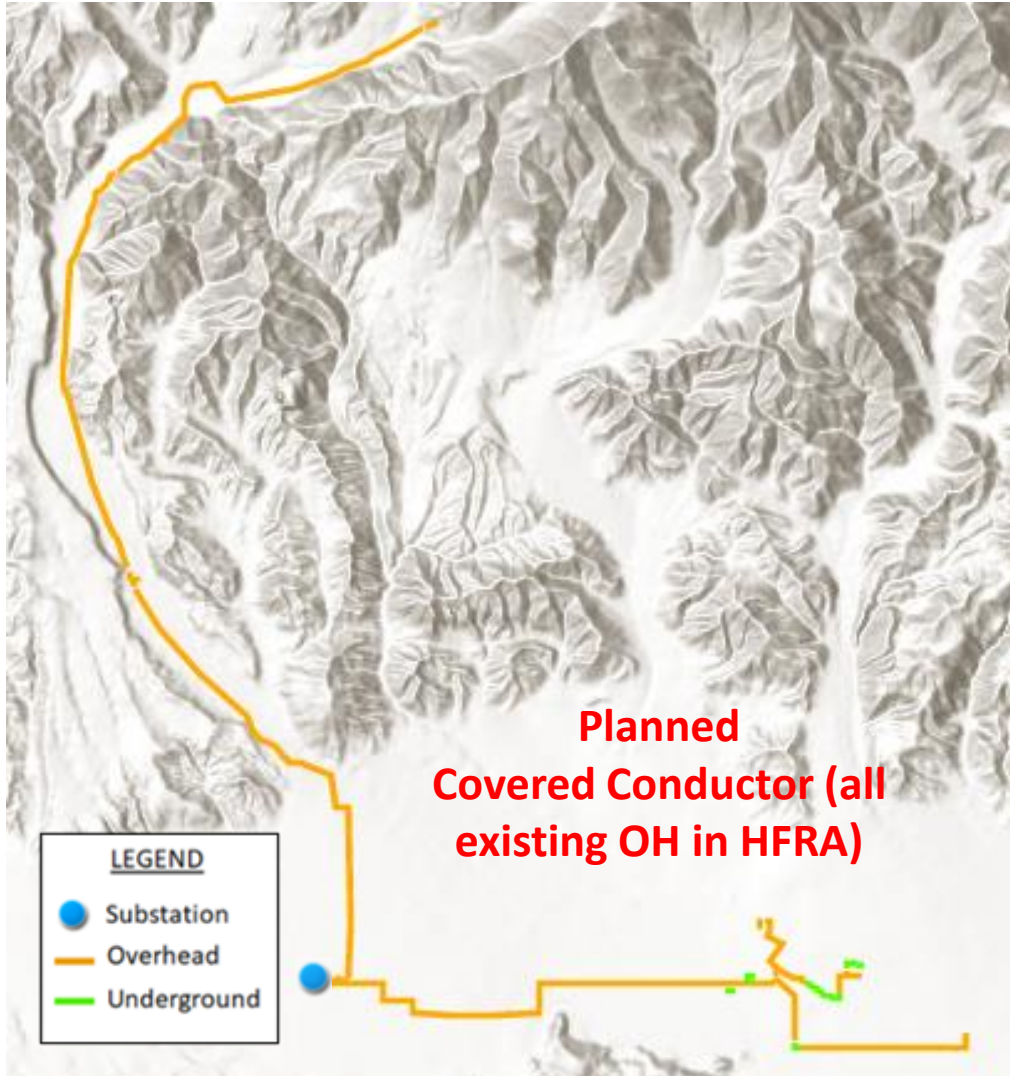 Planned
Covered Conductor (all
existing OH in HFRA)
LEGEND
Substation
Overhead
Underground